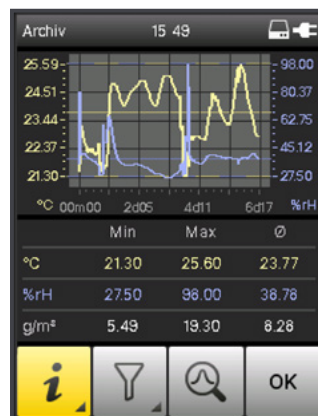 Archiv 15 49
25.59 98.00
24.51 80.37
23.44 62.75
22.37 45.12
21.30 27.50
°C 00m00 2d05 4d11 6d17 %rH
Min Max Ø
°C 21.30 25.60 23.77
%rH 27.50 98.00 38.78
g/m³ 5.49 19.30 8.28
i OK